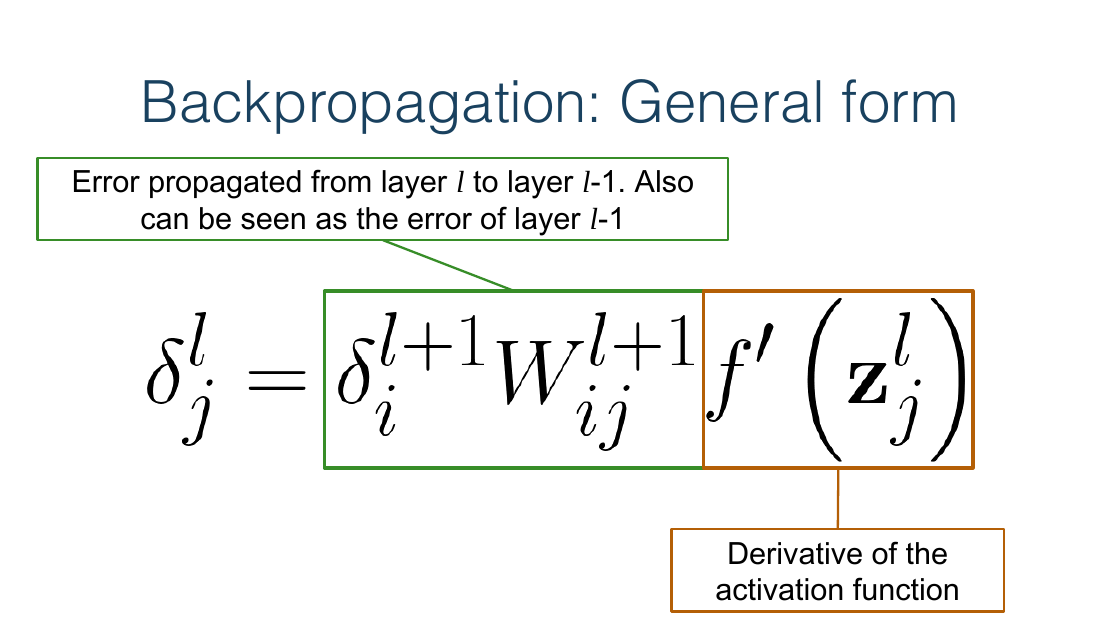 Backpropagation: General form
Error propagated from layer l to layer l-1. Also
can be seen as the error of layer l-1
δ_j^l = δ_i^{l+1} W_{ij}^{l+1} f' (𝐳_j^l)
Derivative of the
activation function